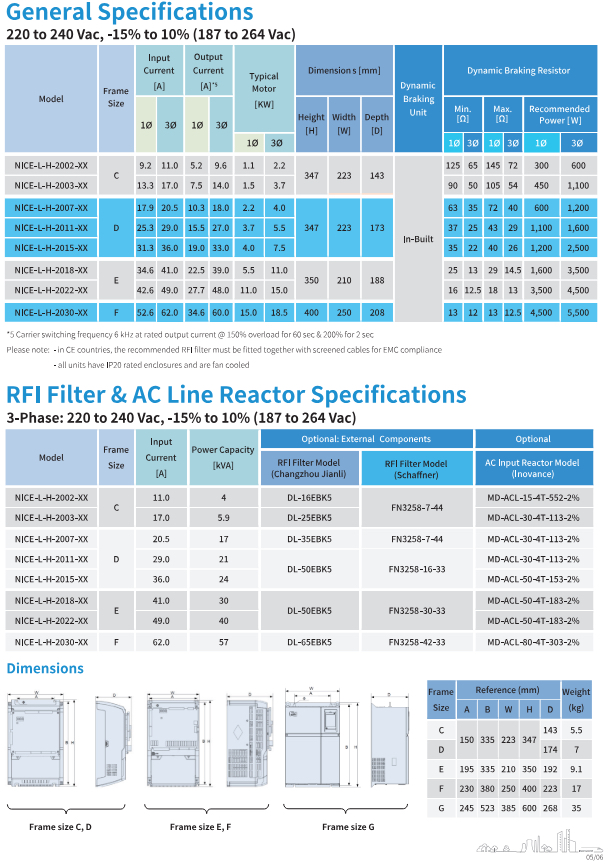 General Specifications
220 to 240 Vac, -15% to 10% (187 to 264 Vac)
Model Frame Size Input Current [A] Output Current [A]*5 Typical Motor [KW] Dimensions [mm] Dynamic Braking Unit Dynamic Braking Resistor
Height [H] Width [W] Depth [D] Min. [Ω] Max. [Ω] Recommended Power [W]
1Ø 3Ø 1Ø 3Ø 1Ø 3Ø 1Ø 3Ø 1Ø 3Ø 1Ø 3Ø
NICE-L-H-2002-XX C 9.2 11.0 5.2 9.6 1.1 2.2 347 223 143 In-Built 125 65 145 72 300 600
NICE-L-H-2003-XX 13.3 17.0 7.5 14.0 1.5 3.7 90 50 105 54 450 1,100
NICE-L-H-2007-XX D 17.9 20.5 10.3 18.0 2.2 4.0 347 223 173 63 35 72 40 600 1,200
NICE-L-H-2011-XX 25.3 29.0 15.5 27.0 3.7 5.5 37 25 43 29 1,100 1,600
NICE-L-H-2015-XX 31.3 36.0 19.0 33.0 4.0 7.5 35 22 40 26 1,200 2,500
NICE-L-H-2018-XX E 34.6 41.0 22.5 39.0 5.5 11.0 350 210 188 25 13 29 14.5 1,600 3,500
NICE-L-H-2022-XX 42.6 49.0 27.7 48.0 11.0 15.0 16 12.5 18 13 3,500 4,500
NICE-L-H-2030-XX F 52.6 62.0 34.6 60.0 15.0 18.5 400 250 208 13 12 13 12.5 4,500 5,500
*5 Carrier switching frequency 6 kHz at rated output current @ 150% overload for 60 sec & 200% for 2 sec
Please note: - in CE countries, the recommended RFI filter must be fitted together with screened cables for EMC compliance
- all units have IP20 rated enclosures and are fan cooled
RFI Filter & AC Line Reactor Specifications
3-Phase: 220 to 240 Vac, -15% to 10% (187 to 264 Vac)
Model Frame Size Input Current [A] Power Capacity [kVA] Optional: External Components Optional
RFI Filter Model (Changzhou Jianli) RFI Filter Model (Schaffner) AC Input Reactor Model (Inovance)
NICE-L-H-2002-XX C 11.0 4 DL-16EBK5 FN3258-7-44 MD-ACL-15-4T-552-2%
NICE-L-H-2003-XX 17.0 5.9 DL-25EBK5 MD-ACL-30-4T-113-2%
NICE-L-H-2007-XX D 20.5 17 DL-35EBK5 FN3258-7-44 MD-ACL-30-4T-113-2%
NICE-L-H-2011-XX 29.0 21 DL-50EBK5 FN3258-16-33 MD-ACL-30-4T-113-2%
NICE-L-H-2015-XX 36.0 24 MD-ACL-50-4T-153-2%
NICE-L-H-2018-XX E 41.0 30 DL-50EBK5 FN3258-30-33 MD-ACL-50-4T-183-2%
NICE-L-H-2022-XX 49.0 40 MD-ACL-50-4T-183-2%
NICE-L-H-2030-XX F 62.0 57 DL-65EBK5 FN3258-42-33 MD-ACL-80-4T-303-2%
Dimensions
W A D W A D W A D
B H B H B H
Frame size C, D
Frame size E, F
Frame size G
Frame Size Reference (mm) Weight (kg)
A B W H D
C 150 335 223 347 143 5.5
D 174 7
E 195 335 210 350 192 9.1
F 230 380 250 400 223 17
G 245 523 385 600 268 35
05/06